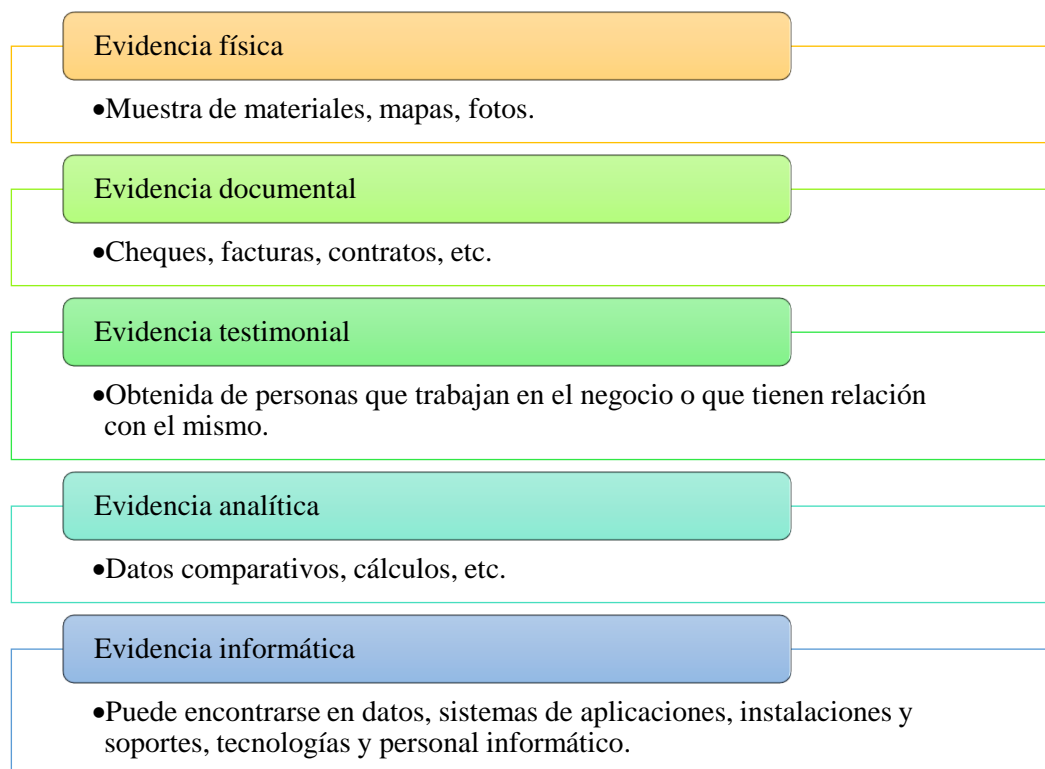 Evidencia física
•Muestra de materiales, mapas, fotos.
Evidencia documental
•Cheques, facturas, contratos, etc.
Evidencia testimonial
•Obtenida de personas que trabajan en el negocio o que tienen relación
con el mismo.
Evidencia analítica
•Datos comparativos, cálculos, etc.
Evidencia informática
•Puede encontrarse en datos, sistemas de aplicaciones, instalaciones y
soportes, tecnologías y personal informático.